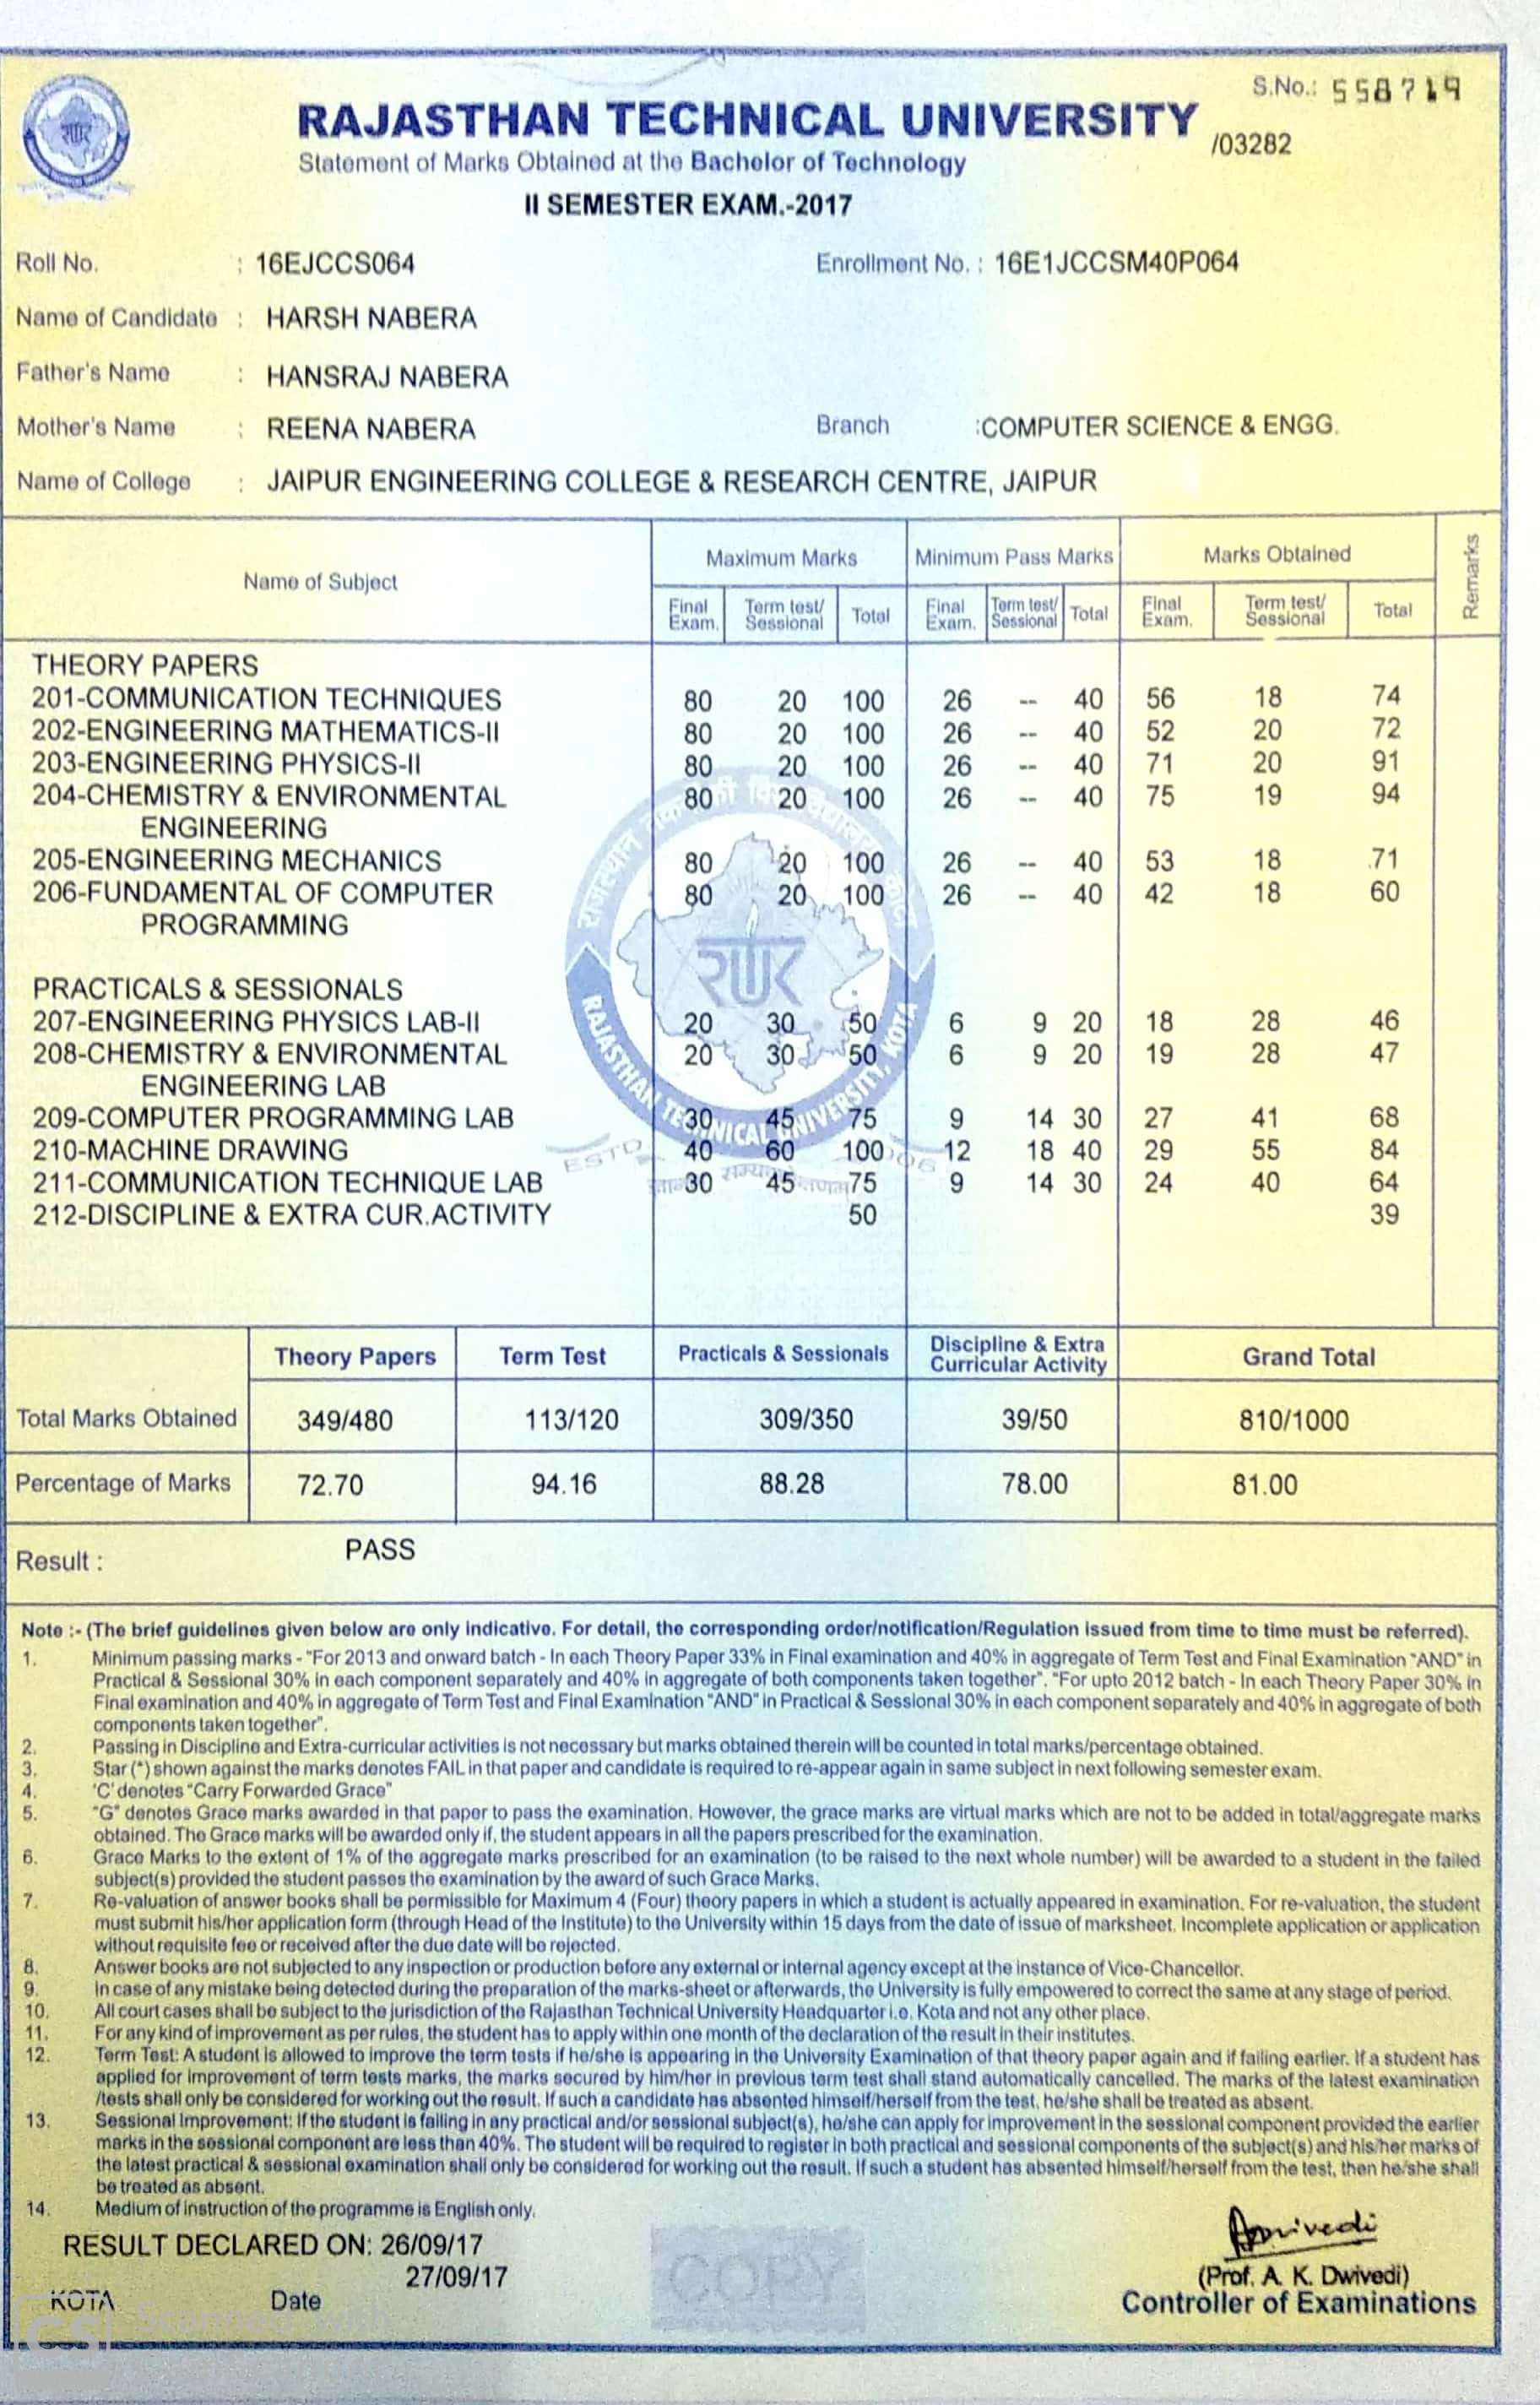 S.No.: 558719
RAJASTHAN TECHNICAL UNIVERSITY
/03282
Statement of Marks Obtained at the Bachelor of Technology
II SEMESTER EXAM.-2017
Roll No. : 16EJCCS064 Enrollment No. : 16E1JCCSM40P064
Name of Candidate : HARSH NABERA
Father's Name : HANSRAJ NABERA
Mother's Name : REENA NABERA Branch :COMPUTER SCIENCE & ENGG.
Name of College : JAIPUR ENGINEERING COLLEGE & RESEARCH CENTRE, JAIPUR
Name of Subject Maximum Marks Minimum Pass Marks Marks Obtained Remarks
Final Exam. Term test/ Sessional Total Final Exam. Term test/ Sessional Total Final Exam. Term test/ Sessional Total
THEORY PAPERS
201-COMMUNICATION TECHNIQUES 80 20 100 26 -- 40 56 18 74
202-ENGINEERING MATHEMATICS-II 80 20 100 26 -- 40 52 20 72
203-ENGINEERING PHYSICS-II 80 20 100 26 -- 40 71 20 91
204-CHEMISTRY & ENVIRONMENTAL 80 20 100 26 -- 40 75 19 94
ENGINEERING
205-ENGINEERING MECHANICS 80 20 100 26 -- 40 53 18 71
206-FUNDAMENTAL OF COMPUTER 80 20 100 26 -- 40 42 18 60
PROGRAMMING
PRACTICALS & SESSIONALS
207-ENGINEERING PHYSICS LAB-II 20 30 50 6 9 20 18 28 46
208-CHEMISTRY & ENVIRONMENTAL 20 30 50 6 9 20 19 28 47
ENGINEERING LAB
209-COMPUTER PROGRAMMING LAB 30 45 75 9 14 30 27 41 68
210-MACHINE DRAWING 40 60 100 12 18 40 29 55 84
211-COMMUNICATION TECHNIQUE LAB 30 45 75 9 14 30 24 40 64
212-DISCIPLINE & EXTRA CUR.ACTIVITY 50 39
RAJASTHAN TECHNICAL UNIVERSITY, KOTA
Theory Papers Term Test Practicals & Sessionals Discipline & Extra Curricular Activity Grand Total
Total Marks Obtained 349/480 113/120 309/350 39/50 810/1000
Percentage of Marks 72.70 94.16 88.28 78.00 81.00
Result : PASS
Note :- (The brief guidelines given below are only indicative. For detail, the corresponding order/notification/Regulation issued from time to time must be referred).
1. Minimum passing marks - "For 2013 and onward batch - In each Theory Paper 33% in Final examination and 40% in aggregate of Term Test and Final Examination "AND" in
Practical & Sessional 30% in each component separately and 40% in aggregate of both components taken together". "For upto 2012 batch - In each Theory Paper 30% in
Final examination and 40% in aggregate of Term Test and Final Examination "AND" in Practical & Sessional 30% in each component separately and 40% in aggregate of both
components taken together".
2. Passing in Discipline and Extra-curricular activities is not necessary but marks obtained therein will be counted in total marks/percentage obtained.
3. Star (*) shown against the marks denotes FAIL in that paper and candidate is required to re-appear again in same subject in next following semester exam.
4. 'C' denotes "Carry Forwarded Grace"
5. "G" denotes Grace marks awarded in that paper to pass the examination. However, the grace marks are virtual marks which are not to be added in total/aggregate marks
obtained. The Grace marks will be awarded only if, the student appears in all the papers prescribed for the examination.
6. Grace Marks to the extent of 1% of the aggregate marks prescribed for an examination (to be raised to the next whole number) will be awarded to a student in the failed
subject(s) provided the student passes the examination by the award of such Grace Marks.
7. Re-valuation of answer books shall be permissible for Maximum 4 (Four) theory papers in which a student is actually appeared in examination. For re-valuation, the student
must submit his/her application form (through Head of the Institute) to the University within 15 days from the date of issue of marksheet. Incomplete application or application
without requisite fee or received after the due date will be rejected.
8. Answer books are not subjected to any inspection or production before any external or internal agency except at the instance of Vice-Chancellor.
9. In case of any mistake being detected during the preparation of the marks-sheet or afterwards, the University is fully empowered to correct the same at any stage of period.
10. All court cases shall be subject to the jurisdiction of the Rajasthan Technical University Headquarter i.e. Kota and not any other place.
11. For any kind of improvement as per rules, the student has to apply within one month of the declaration of the result in their institutes.
12. Term Test: A student is allowed to improve the term tests if he/she is appearing in the University Examination of that theory paper again and if failing earlier. If a student has
applied for improvement of term tests marks, the marks secured by him/her in previous term test shall stand automatically cancelled. The marks of the latest examination
/tests shall only be considered for working out the result. If such a candidate has absented himself/herself from the test, he/she shall be treated as absent.
13. Sessional Improvement: If the student is failing in any practical and/or sessional subject(s), he/she can apply for improvement in the sessional component provided the earlier
marks in the sessional component are less than 40%. The student will be required to register in both practical and sessional components of the subject(s) and his/her marks of
the latest practical & sessional examination shall only be considered for working out the result. If such a student has absented himself/herself from the test, then he/she shall
be treated as absent.
14. Medium of instruction of the programme is English only.
RESULT DECLARED ON: 26/09/17
27/09/17
KOTA Date
COPY
(Prof. A. K. Dwivedi)
Controller of Examinations
CS Scanned with